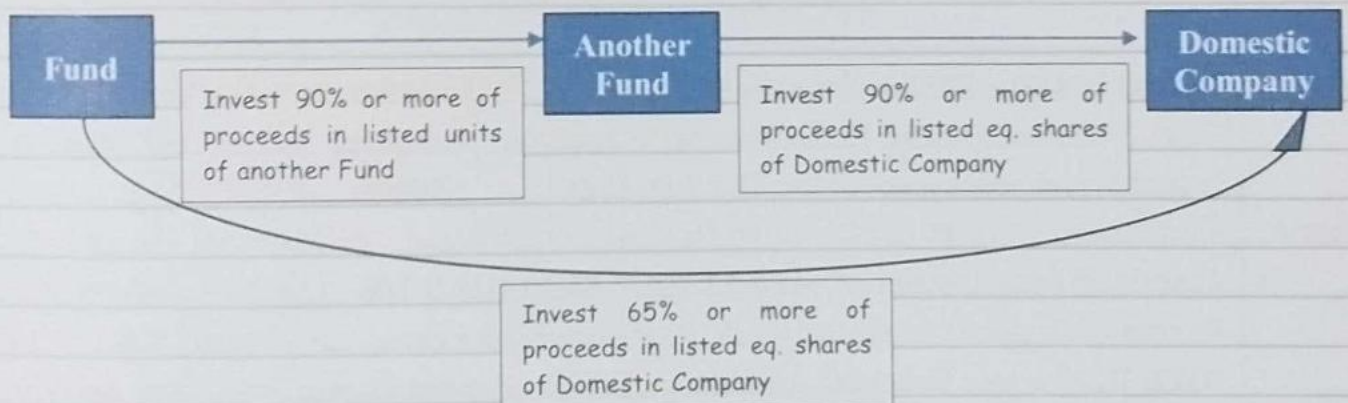 Fund
Another
Fund
Domestic
Company
Invest 90% or more of
proceeds in listed units
of another Fund
Invest 90% or more of
proceeds in listed eq. shares
of Domestic Company
Invest 65% or more of
proceeds in listed eq. shares
of Domestic Company